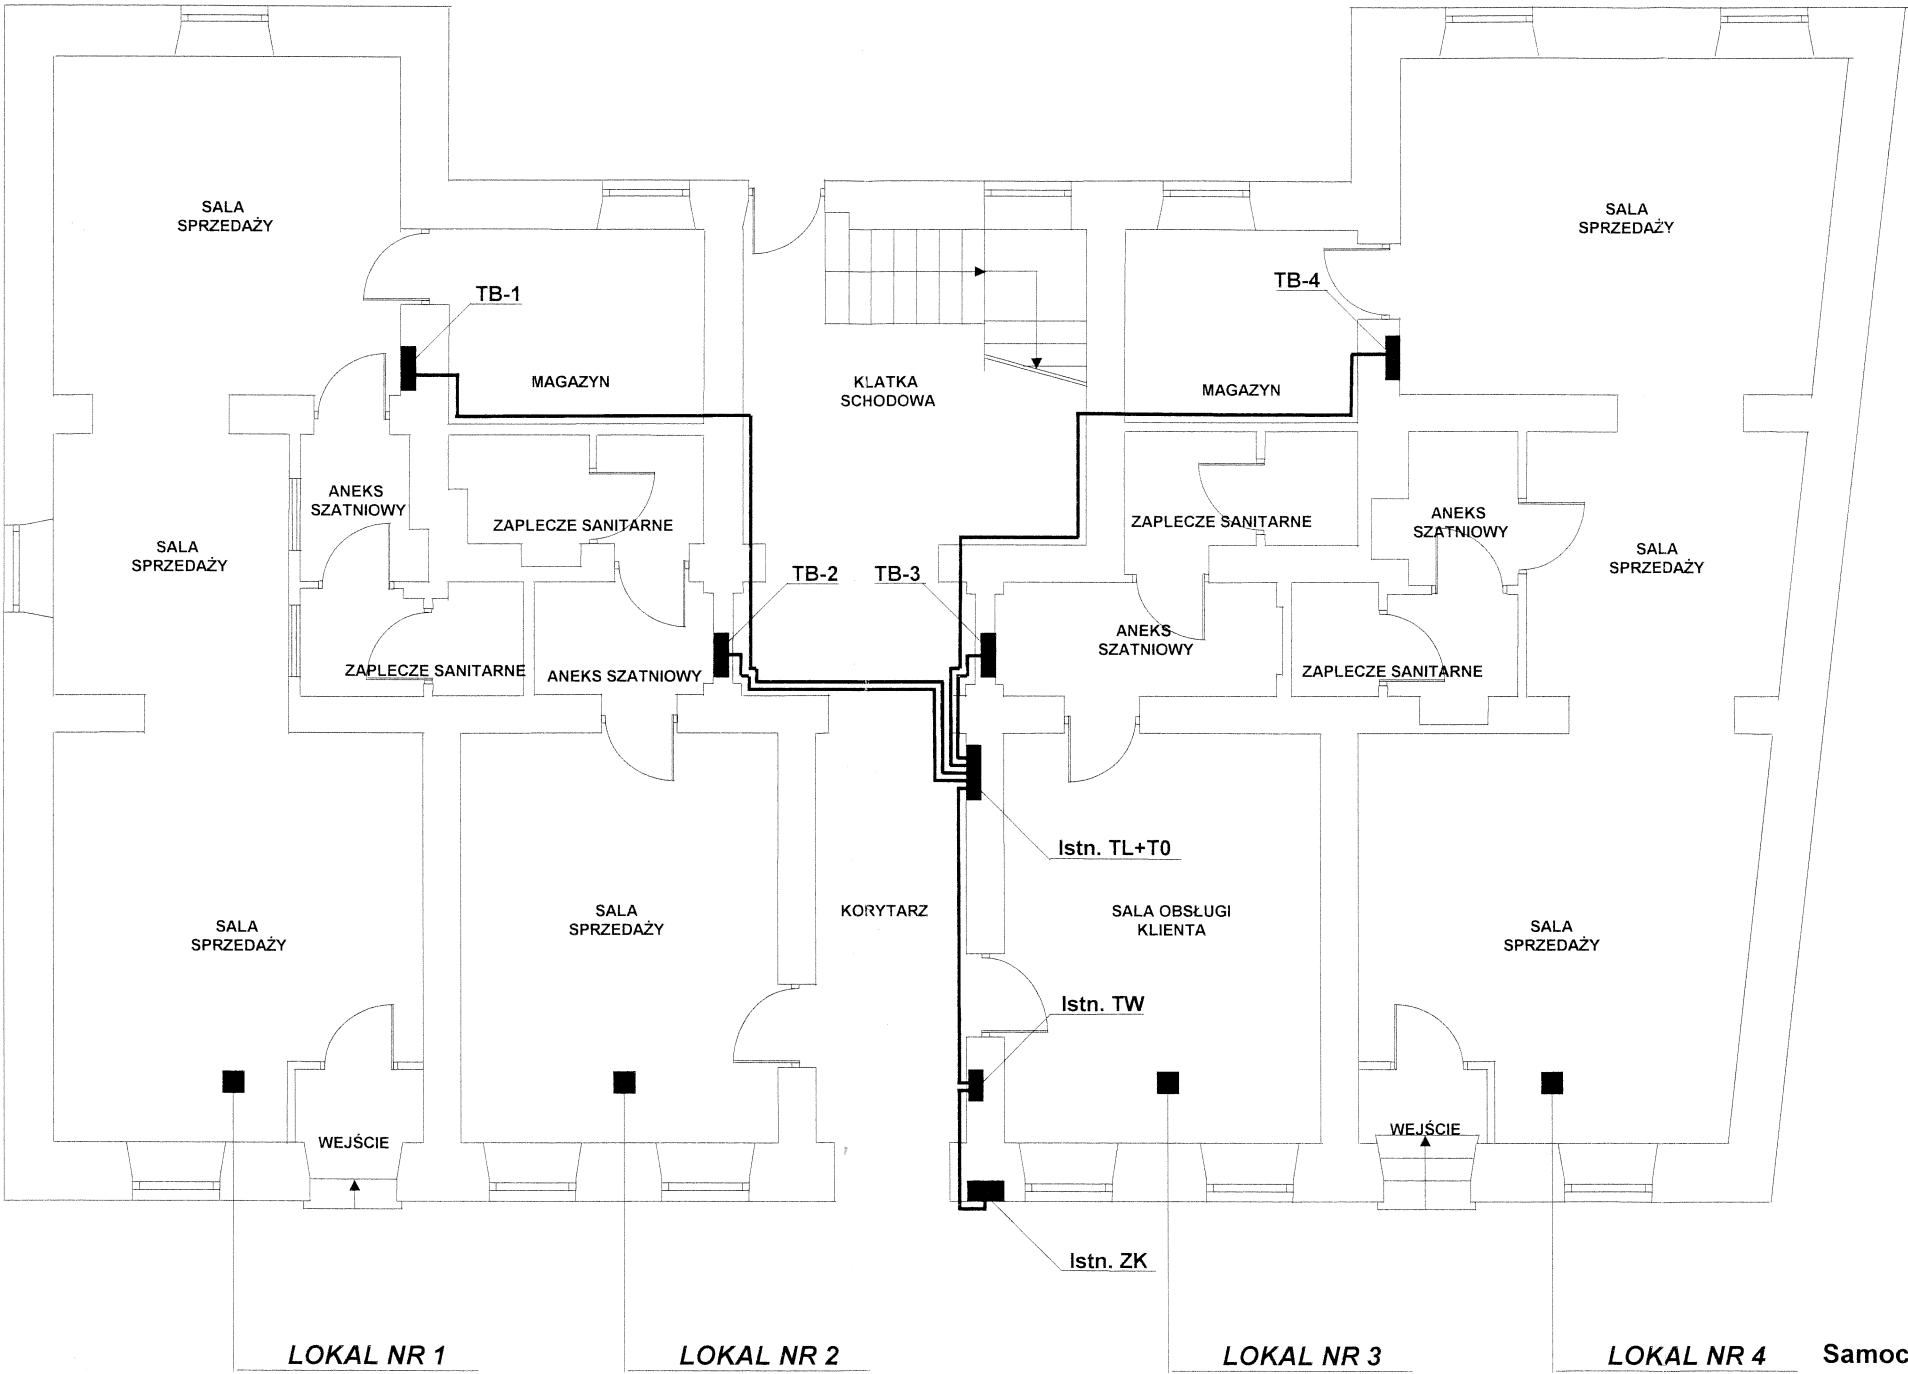 SALA
SPRZEDAŻY
SALA
SPRZEDAŻY
TB-1
TB-4
MAGAZYN
KLATKA
SCHODOWA
MAGAZYN
ANEKS
SZATNIOWY
ZAPLECZE SANITARNE
ZAPLECZE SANITARNE
ANEKS
SZATNIOWY
SALA
SPRZEDAŻY
SALA
SPRZEDAŻY
TB-2
TB-3
ZAPLECZE SANITARNE
ANEKS SZATNIOWY
ANEKS
SZATNIOWY
ZAPLECZE SANITARNE
Istn. TL+T0
SALA
SPRZEDAŻY
SALA
SPRZEDAŻY
KORYTARZ
SALA OBSŁUGI
KLIENTA
SALA
SPRZEDAŻY
Istn. TW
WEJŚCIE
WEJŚCIE
Istn. ZK
LOKAL NR 1
LOKAL NR 2
LOKAL NR 3
LOKAL NR 4
Samoc